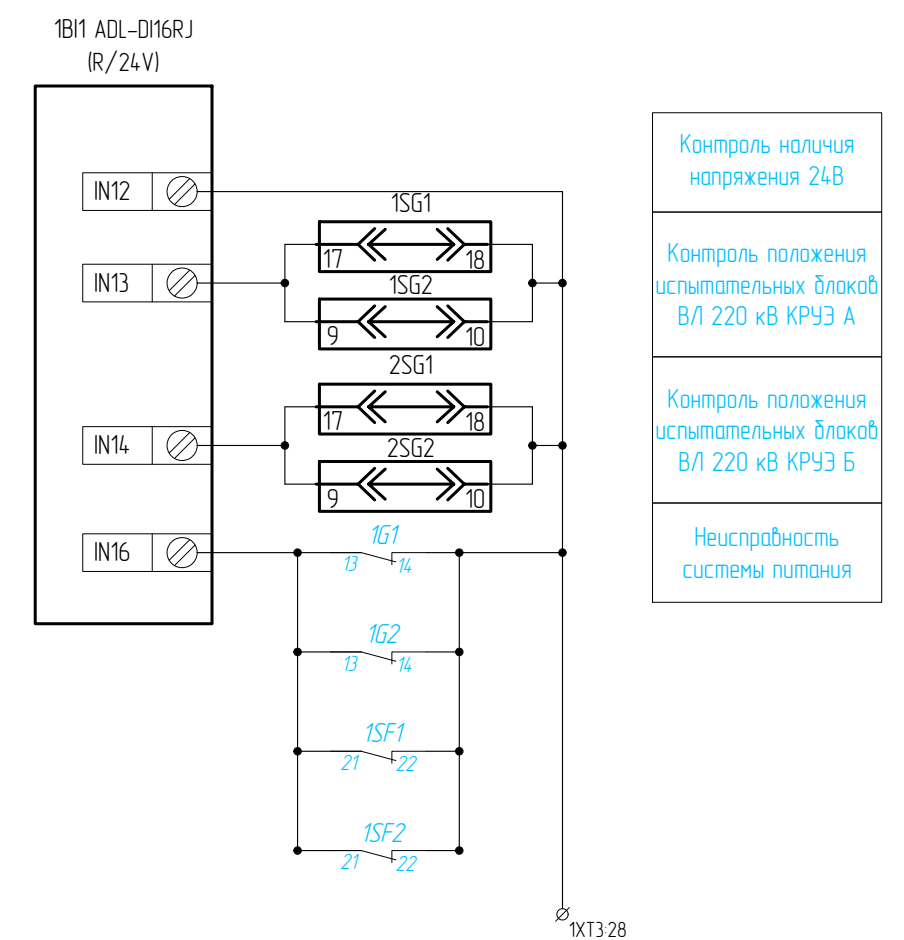 1BI1 ADL-DI16RJ
(R/24V)
IN12
IN13
IN14
IN16
1SG1
17 18
1SG2
9 10
2SG1
17 18
2SG2
9 10
1G1
13 14
1G2
13 14
1SF1
21 22
1SF2
21 22
1XT3:28
Контроль наличия
напряжения 24В
Контроль положения
испытательных блоков
ВЛ 220 кВ КРУЭ А
Контроль положения
испытательных блоков
ВЛ 220 кВ КРУЭ Б
Неисправность
системы питания